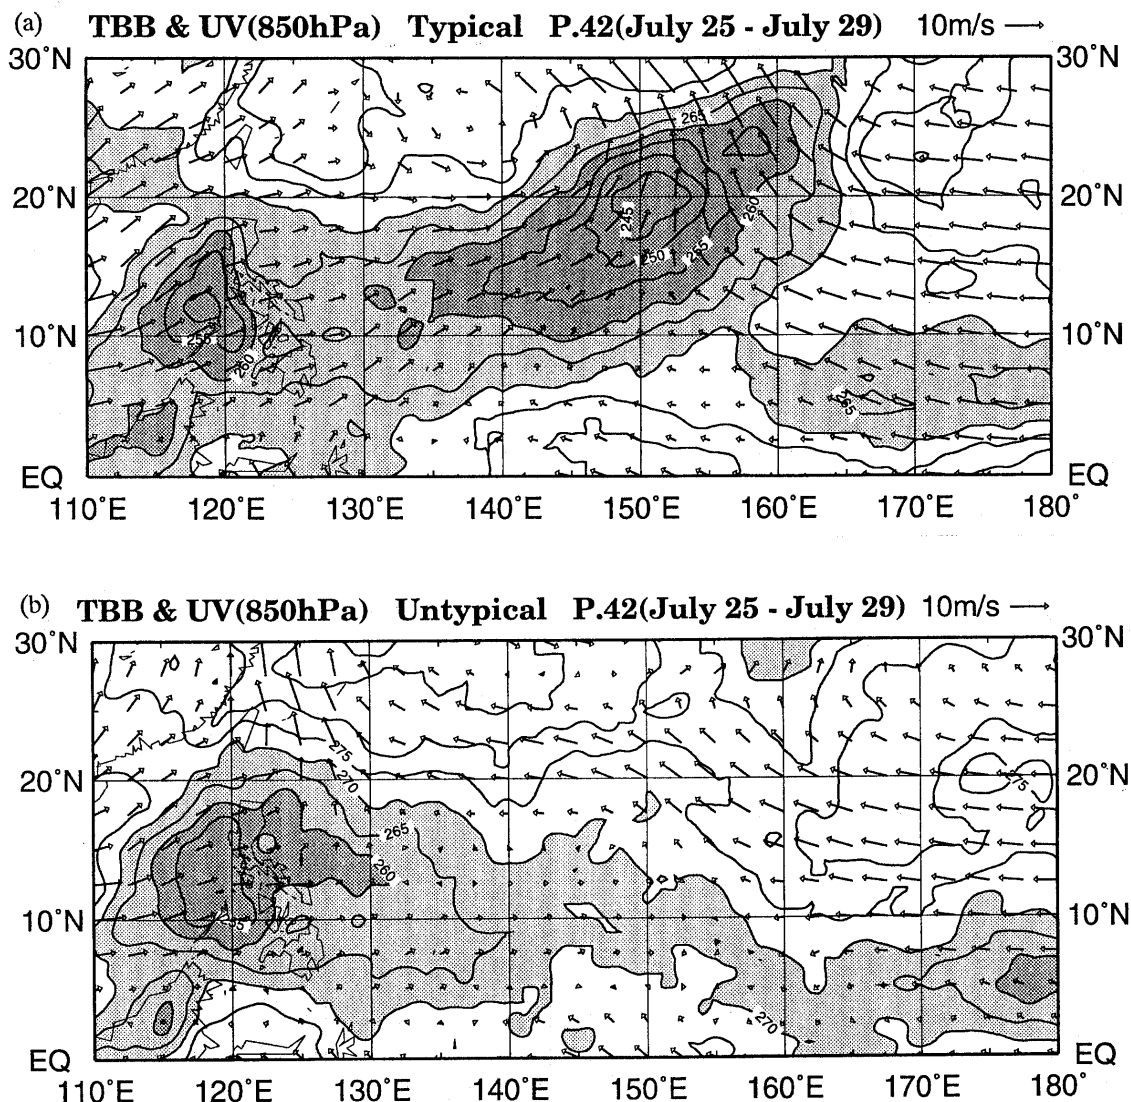 (a) TBB & UV(850hPa) Typical P.42(July 25 - July 29) 10m/s
30˚N 30˚N
265
20˚N 20˚N
245 260
250 265
10˚N 10˚N
255 260
265
EQ EQ
110˚E 120˚E 130˚E 140˚E 150˚E 160˚E 170˚E 180˚
(b) TBB & UV(850hPa) Untypical P.42(July 25 - July 29) 10m/s
30˚N 30˚N
275
20˚N 270 275 20˚N
265
260
10˚N 10˚N
270
EQ EQ
110˚E 120˚E 130˚E 140˚E 150˚E 160˚E 170˚E 180˚